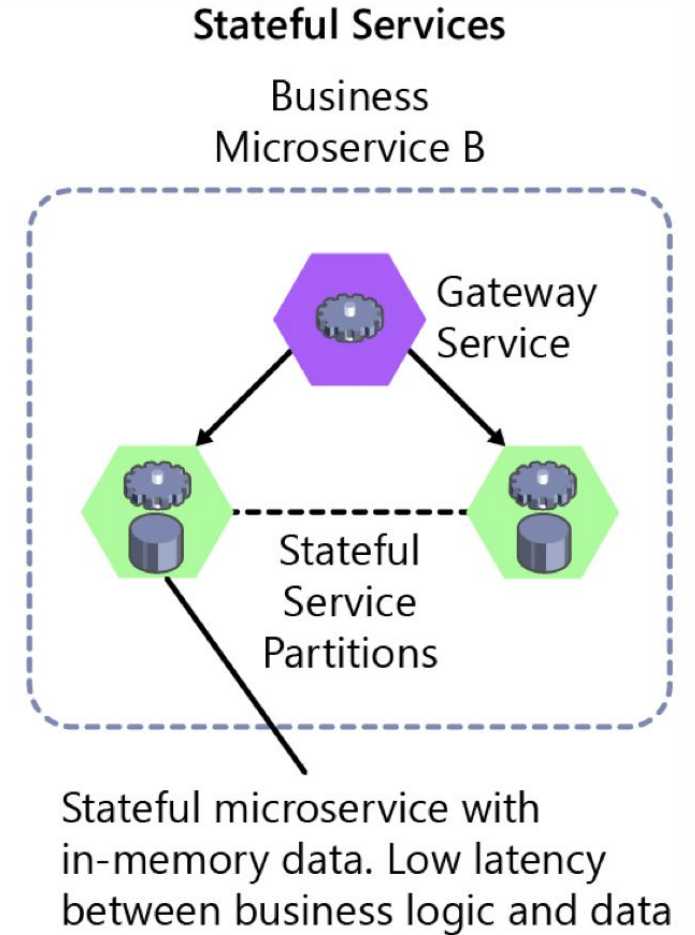 Stateful Services
Business
Microservice B
Gateway
Service
Stateful
Service
Partitions
Stateful microservice with
in-memory data. Low latency
between business logic and data